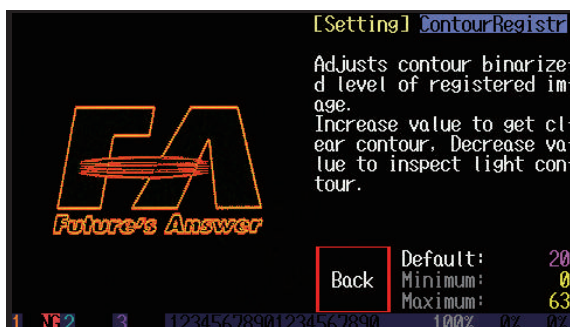 [Setting] ContourRegistr
Adjusts contour binarize-
d level of registered im-
age.
Increase value to get cl-
ear contour, Decrease va-
lue to inspect light con-
tour.
FA
Future's Answer
Back
Default: 20
Minimum: 0
Maximum: 63
1 NG 2 3 12345678901234567890 100% 0% 0%